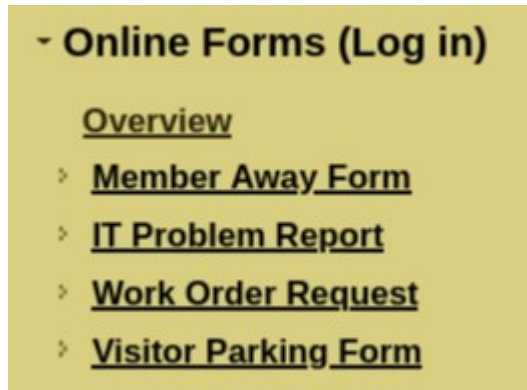 Online Forms (Log in)
Overview
Member Away Form
IT Problem Report
Work Order Request
Visitor Parking Form